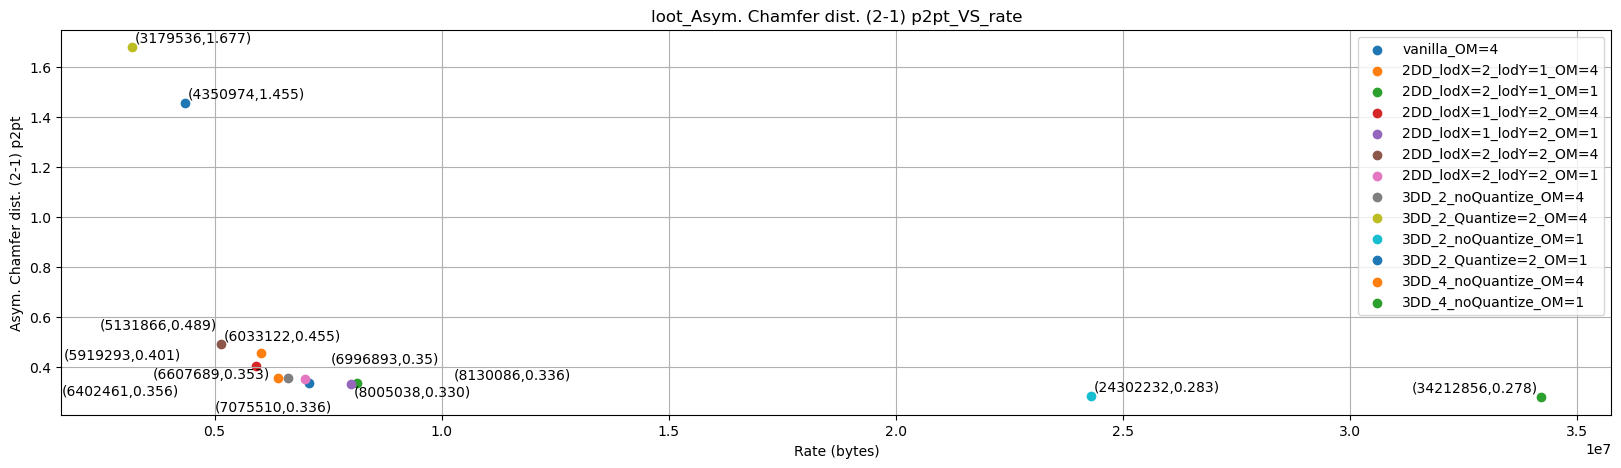 loot_Asym. Chamfer dist. (2-1) p2pt_VS_rate
Asym. Chamfer dist. (2-1) p2pt
1.6
1.4
1.2
1.0
0.8
0.6
0.4
(3179536,1.677)
(4350974,1.455)
(5131866,0.489)
(6033122,0.455)
(5919293,0.401)
(6996893,0.35)
(6607689,0.353)
(8130086,0.336)
(6402461,0.356)
(8005038,0.330)
(7075510,0.336)
(24302232,0.283)
(34212856,0.278)
vanilla_OM=4
2DD_lodX=2_lodY=1_OM=4
2DD_lodX=2_lodY=1_OM=1
2DD_lodX=1_lodY=2_OM=4
2DD_lodX=1_lodY=2_OM=1
2DD_lodX=2_lodY=2_OM=4
2DD_lodX=2_lodY=2_OM=1
3DD_2_noQuantize_OM=4
3DD_2_Quantize=2_OM=4
3DD_2_noQuantize_OM=1
3DD_2_Quantize=2_OM=1
3DD_4_noQuantize_OM=4
3DD_4_noQuantize_OM=1
0.5 1.0 1.5 2.0 2.5 3.0 3.5
1e7
Rate (bytes)